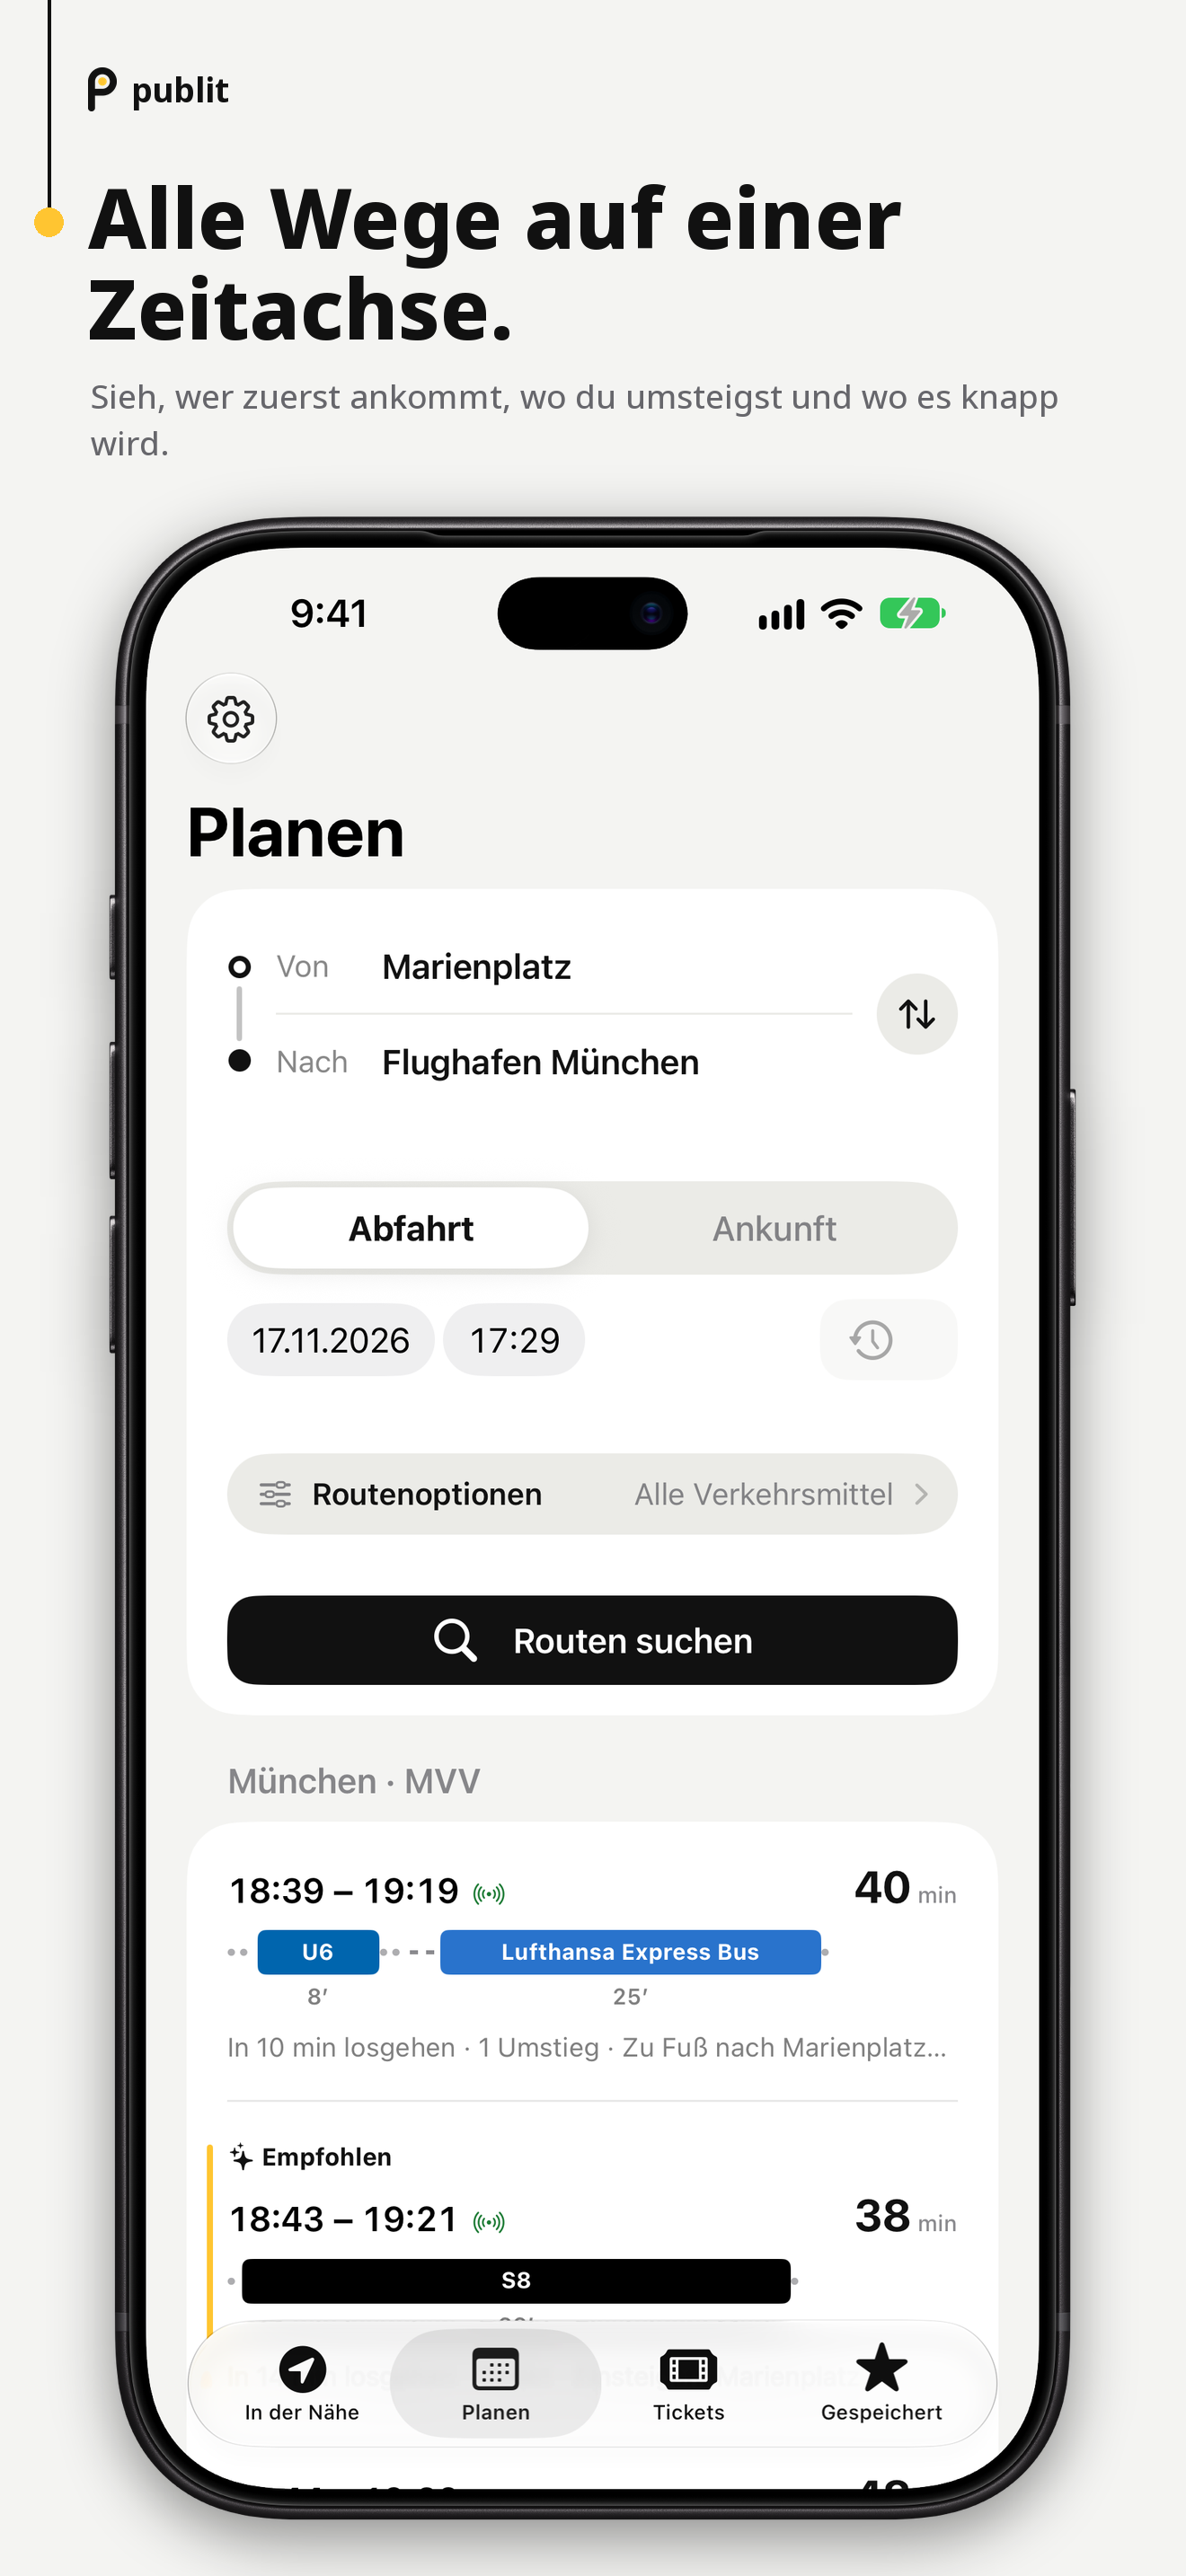 publit
Alle Wege auf einer
Zeitachse.
Sieh, wer zuerst ankommt, wo du umsteigst und wo es knapp
wird.
9:41
Planen
Von Marienplatz
Nach Flughafen München
Abfahrt Ankunft
17.11.2026 17:29
Routenoptionen Alle Verkehrsmittel
Routen suchen
München · MVV
18:39 – 19:19 40 min
U6 Lufthansa Express Bus
8′ 25′
In 10 min losgehen · 1 Umstieg · Zu Fuß nach Marienplatz...
Empfohlen
18:43 – 19:21 38 min
S8
In der Nähe Planen Tickets Gespeichert